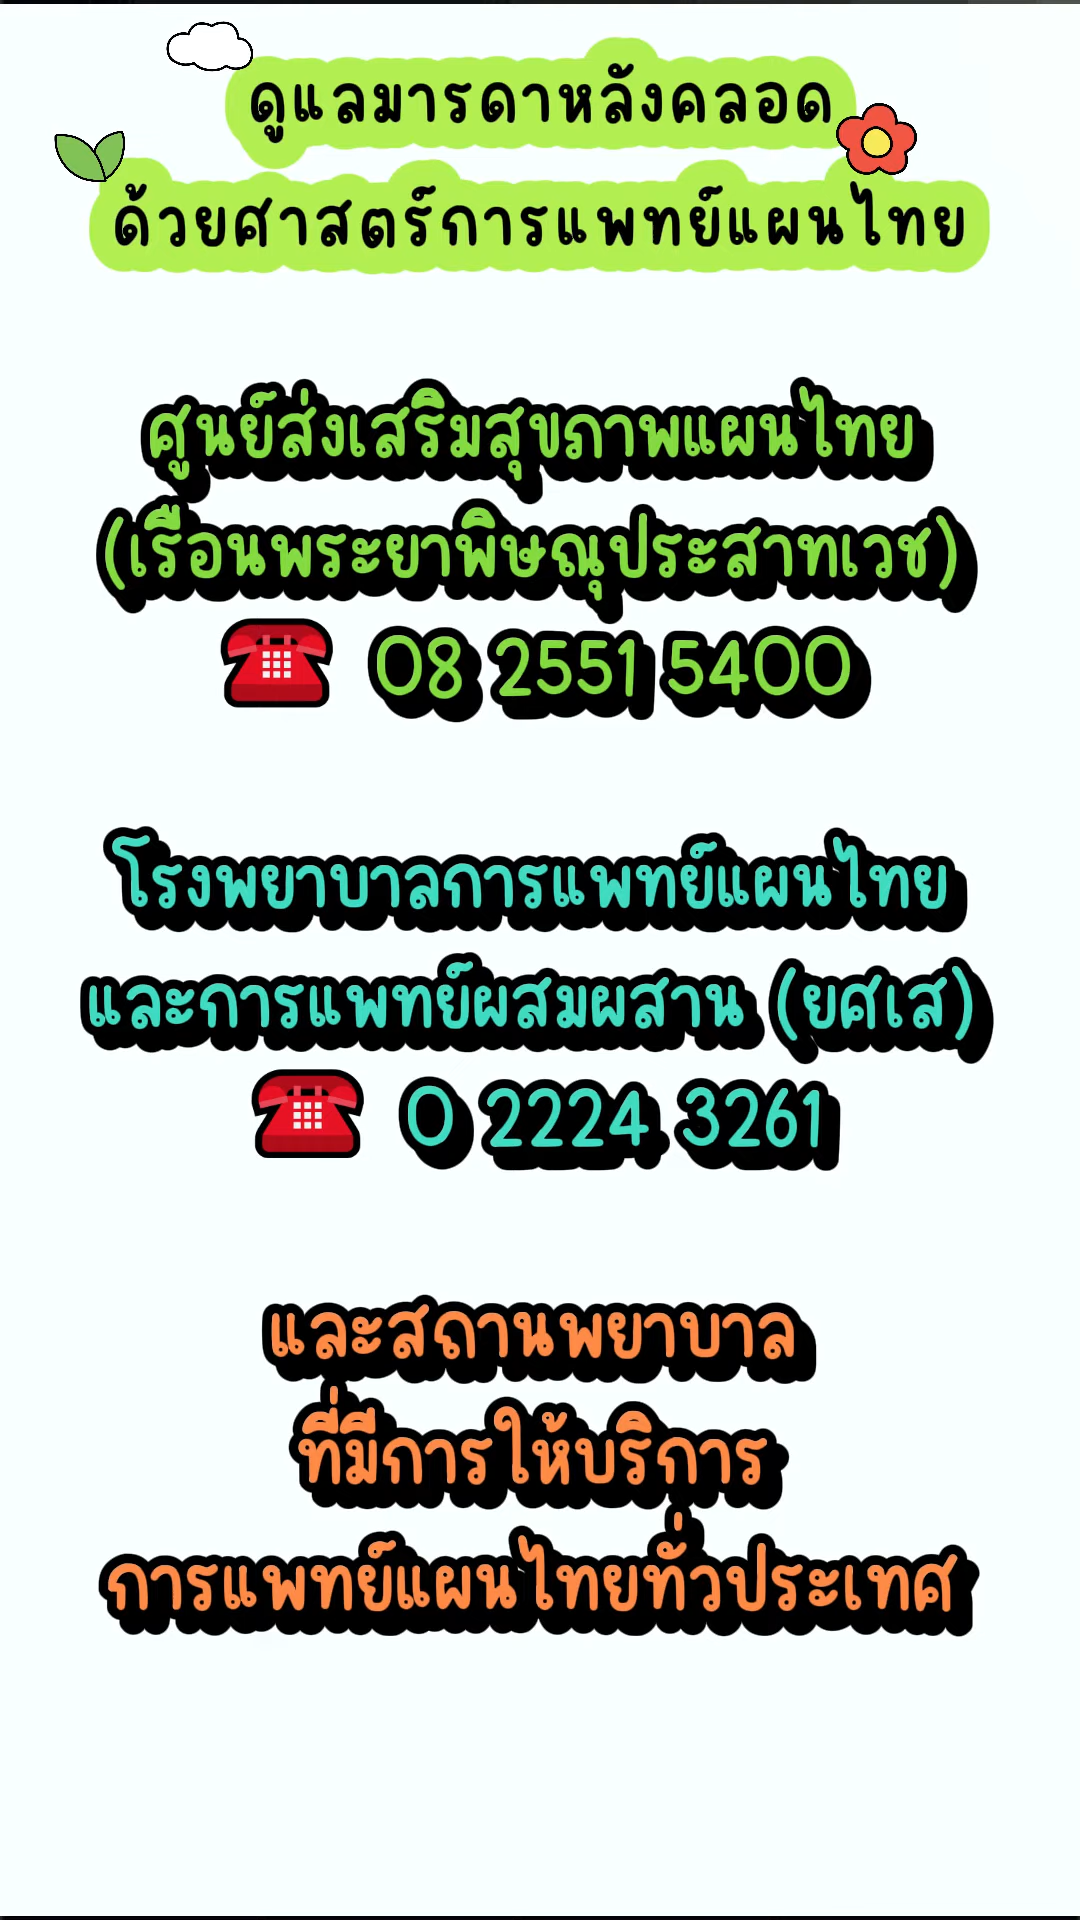 ดูแลมารดาหลังคลอด
ด้วยศาสตร์การแพทย์แผนไทย
ศูนย์ส่งเสริมสุขภาพแผนไทย
(เรือนพระยาพิษณุประสาทเวช)
08 2551 5400
โรงพยาบาลการแพทย์แผนไทย
และการแพทย์ผสมผสาน (ยศเส)
0 2224 3261
และสถานพยาบาล
ที่มีการให้บริการ
การแพทย์แผนไทยทั่วประเทศ